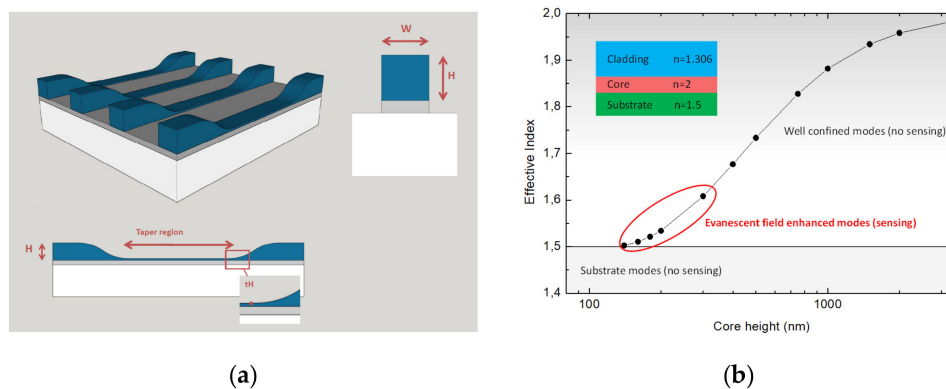 W
H
Taper region
H
tH
(a)
2,0
1,9
1,8
1,7
1,6
1,5
1,4
Effective Index
Cladding n=1.306
Core n=2
Substrate n=1.5
Well confined modes (no sensing)
Evanescent field enhanced modes (sensing)
Substrate modes (no sensing)
100
1000
Core height (nm)
(b)